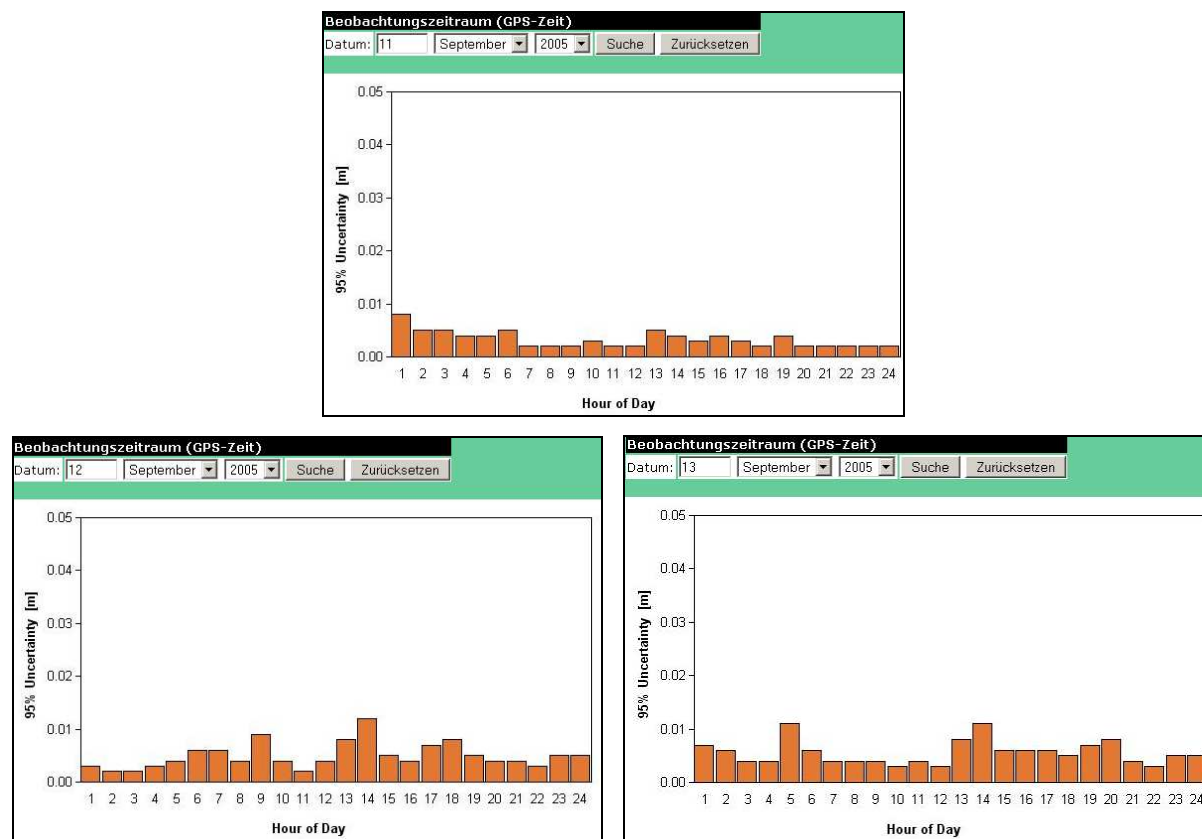 Beobachtungszeitraum (GPS-Zeit)
Datum: 11 September 2005 Suche Zurücksetzen
0.05
0.04
0.03
0.02
0.01
0.00
95% Uncertainty [m]
1 2 3 4 5 6 7 8 9 10 11 12 13 14 15 16 17 18 19 20 21 22 23 24
Hour of Day
Beobachtungszeitraum (GPS-Zeit)
Datum: 12 September 2005 Suche Zurücksetzen
0.05
0.04
0.03
0.02
0.01
0.00
95% Uncertainty [m]
1 2 3 4 5 6 7 8 9 10 11 12 13 14 15 16 17 18 19 20 21 22 23 24
Hour of Day
Beobachtungszeitraum (GPS-Zeit)
Datum: 13 September 2005 Suche Zurücksetzen
0.05
0.04
0.03
0.02
0.01
0.00
95% Uncertainty [m]
1 2 3 4 5 6 7 8 9 10 11 12 13 14 15 16 17 18 19 20 21 22 23 24
Hour of Day